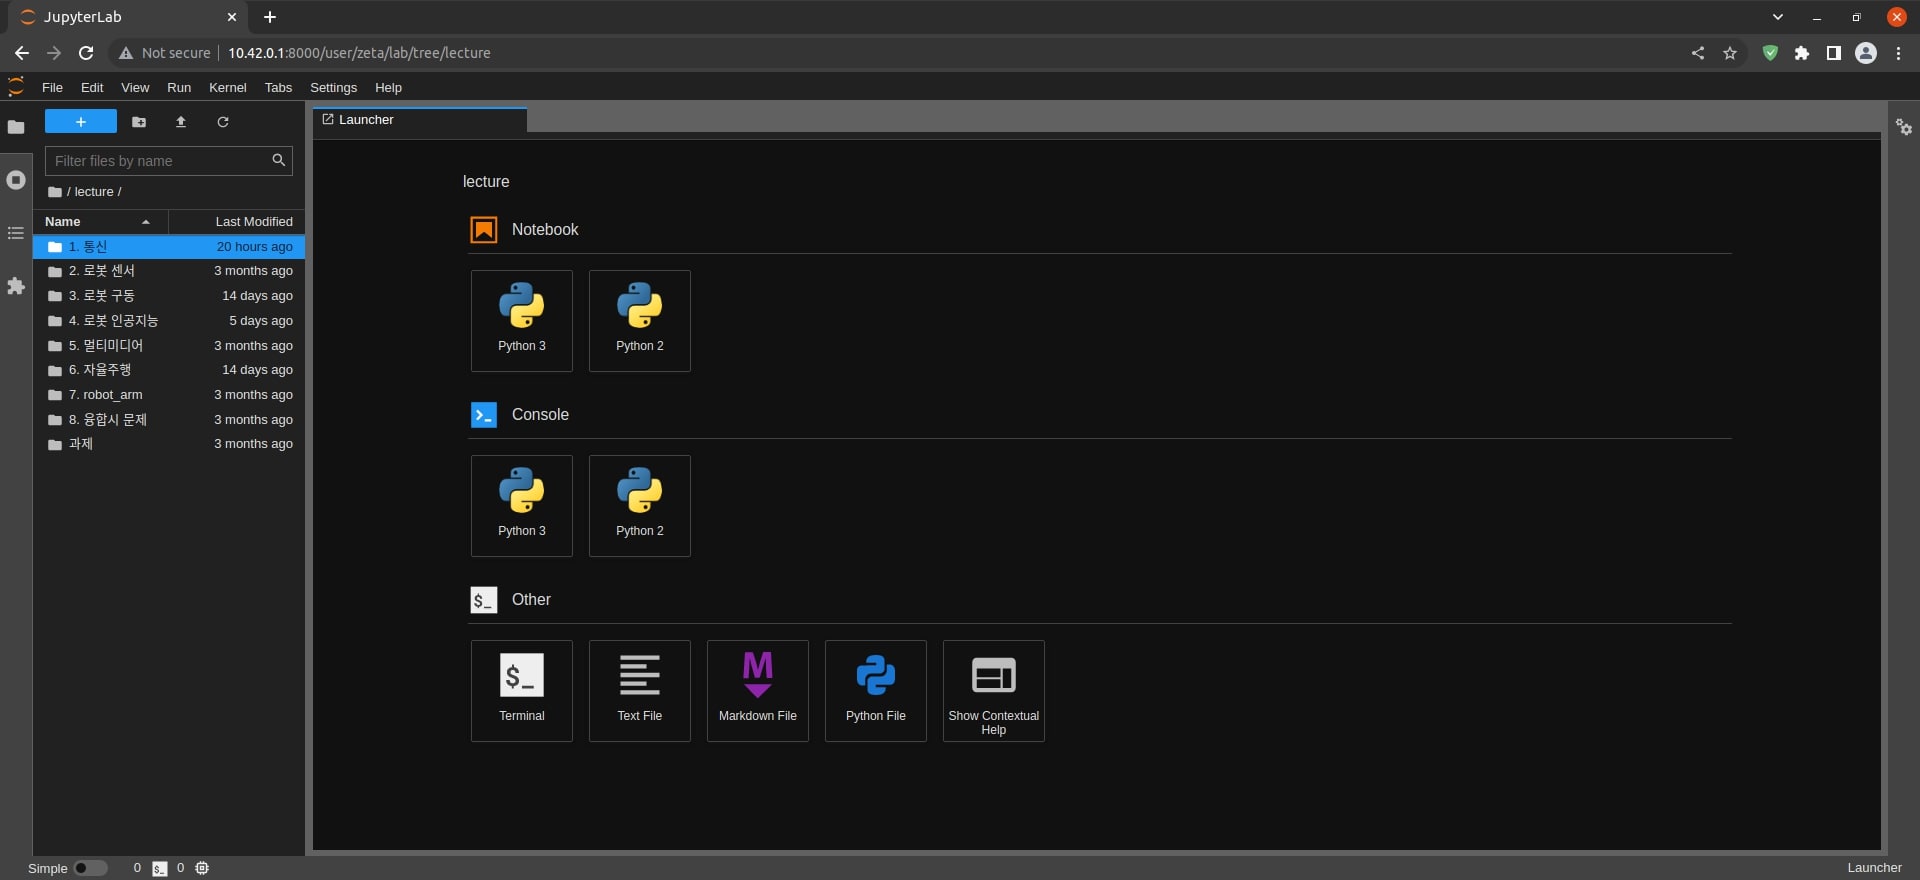 JupyterLab
Not secure
10.42.0.1:8000/user/zeta/lab/tree/lecture
File Edit View Run Kernel Tabs Settings Help
Launcher
Filter files by name
/ lecture /
Name Last Modified
1. 통신 20 hours ago
2. 로봇 센서 3 months ago
3. 로봇 구동 14 days ago
4. 로봇 인공지능 5 days ago
5. 멀티미디어 3 months ago
6. 자율주행 14 days ago
7. robot_arm 3 months ago
8. 융합시 문제 3 months ago
과제 3 months ago
lecture
Notebook
Python 3 Python 2
Console
Python 3 Python 2
$_ Other
$_ M
Terminal Text File Markdown File Python File Show Contextual
Help
Simple 0 $_ 0 Launcher